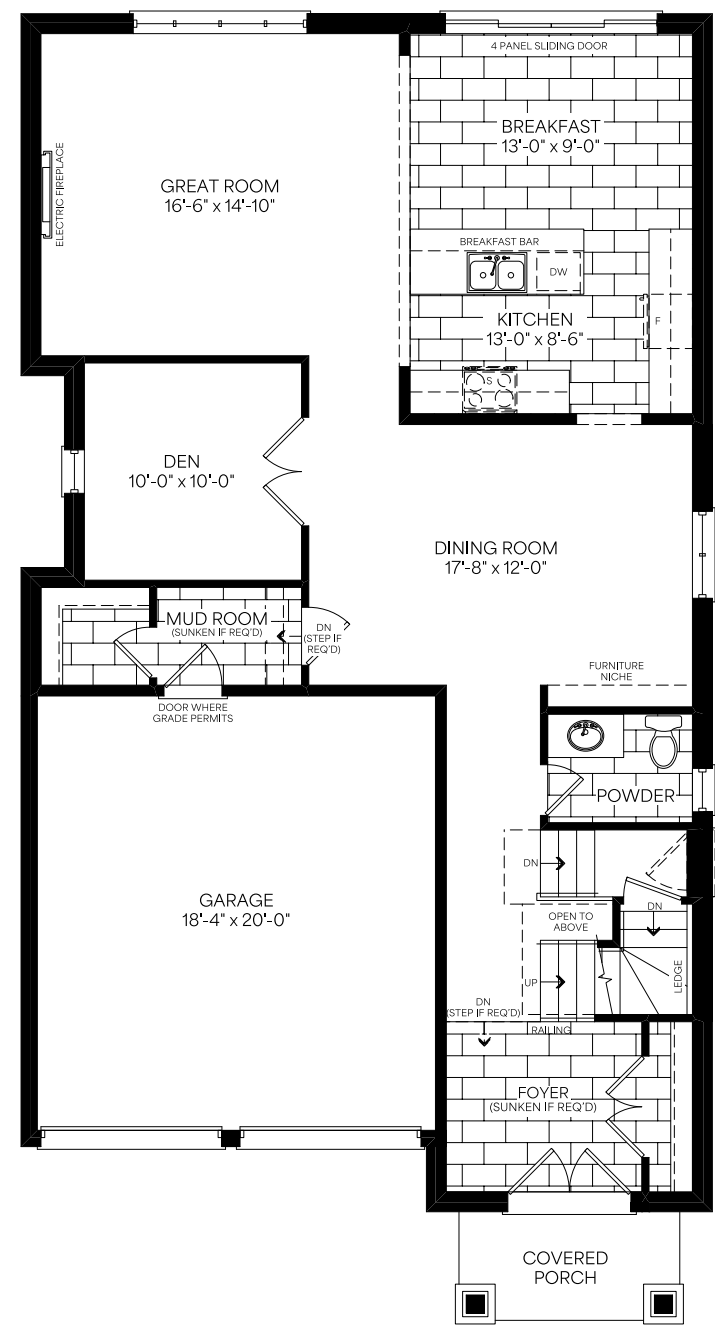 4 PANEL SLIDING DOOR
BREAKFAST
13'-0" x 9'-0"
ELECTRIC FIREPLACE
GREAT ROOM
16'-6" x 14'-10"
BREAKFAST BAR
DW
KITCHEN
13'-0" x 8'-6"
F
S
DEN
10'-0" x 10'-0"
DINING ROOM
17'-8" x 12'-0"
MUD ROOM
(SUNKEN IF REQ'D)
DN
(STEP IF
REQ'D)
FURNITURE
NICHE
DOOR WHERE
GRADE PERMITS
POWDER
GARAGE
18'-4" x 20'-0"
DN
DN
OPEN TO
ABOVE
LEDGE
UP
DN
(STEP IF REQ'D)
RAILING
FOYER
(SUNKEN IF REQ'D)
COVERED
PORCH